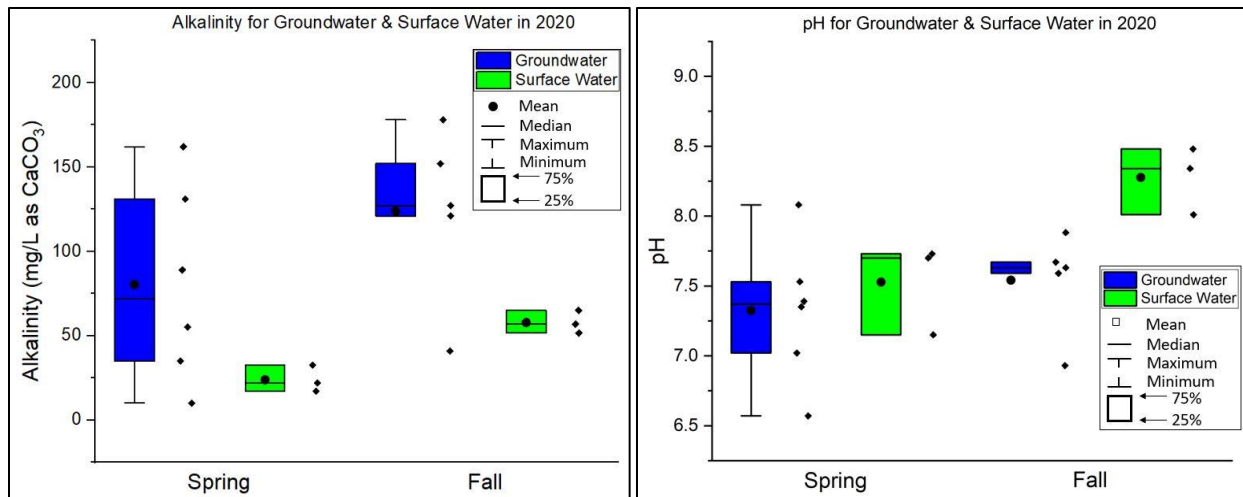 Alkalinity for Groundwater & Surface Water in 2020
Alkalinity (mg/L as CaCO₃)
200
150
100
50
0
Spring
Fall
Groundwater
Surface Water
Mean
Median
Maximum
Minimum
75%
25%
pH for Groundwater & Surface Water in 2020
pH
9.0
8.5
8.0
7.5
7.0
6.5
Spring
Fall
Groundwater
Surface Water
Mean
Median
Maximum
Minimum
75%
25%